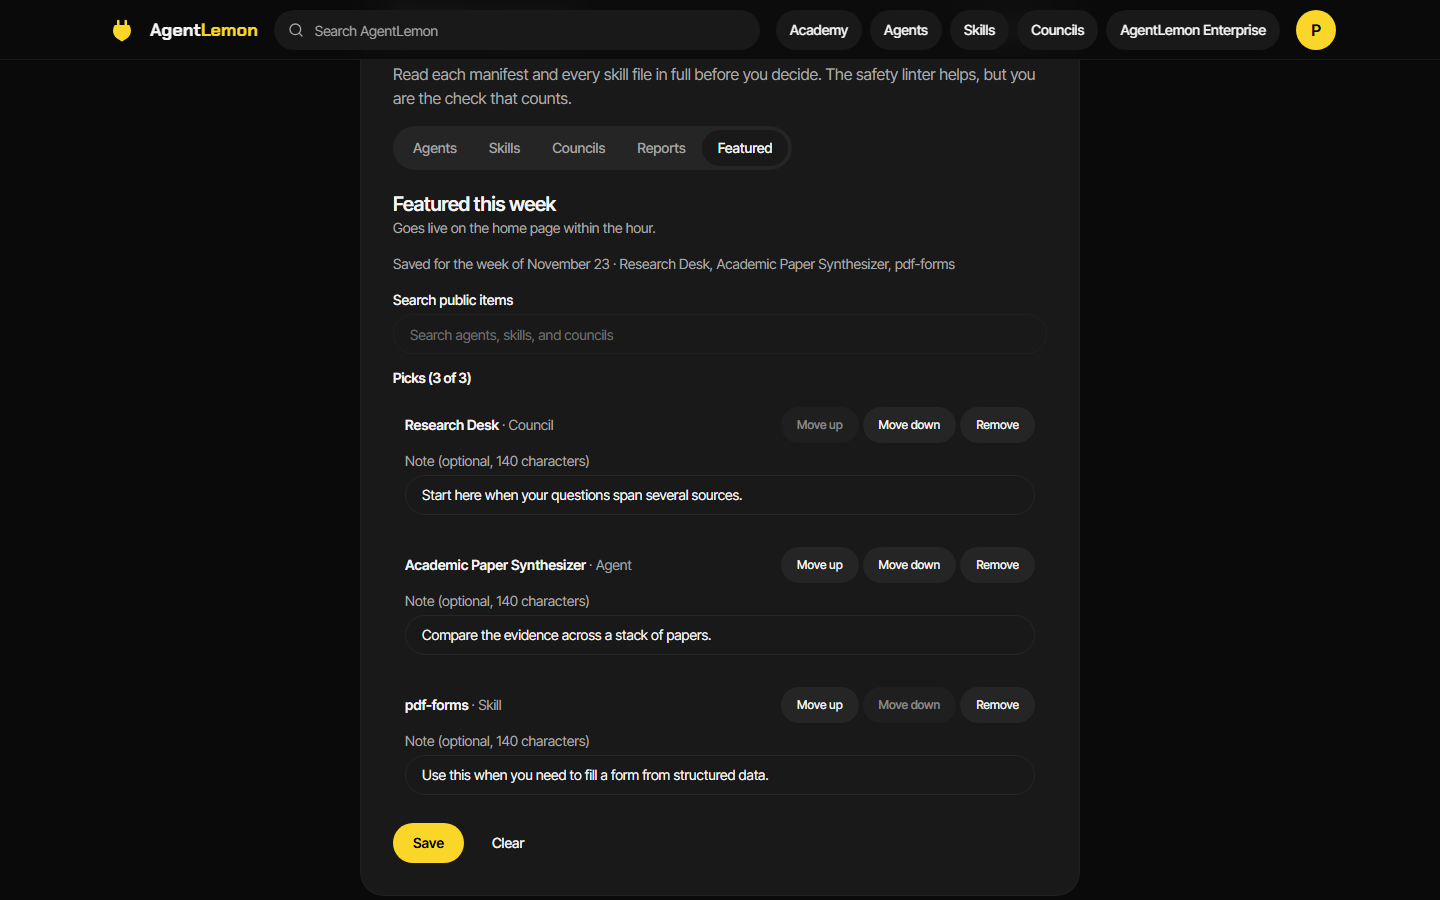 AgentLemon
Search AgentLemon
Academy
Agents
Skills
Councils
AgentLemon Enterprise
P
Read each manifest and every skill file in full before you decide. The safety linter helps, but you
are the check that counts.
Agents
Skills
Councils
Reports
Featured
Featured this week
Goes live on the home page within the hour.
Saved for the week of November 23 · Research Desk, Academic Paper Synthesizer, pdf-forms
Search public items
Search agents, skills, and councils
Picks (3 of 3)
Research Desk · Council
Move up
Move down
Remove
Note (optional, 140 characters)
Start here when your questions span several sources.
Academic Paper Synthesizer · Agent
Move up
Move down
Remove
Note (optional, 140 characters)
Compare the evidence across a stack of papers.
pdf-forms · Skill
Move up
Move down
Remove
Note (optional, 140 characters)
Use this when you need to fill a form from structured data.
Save
Clear